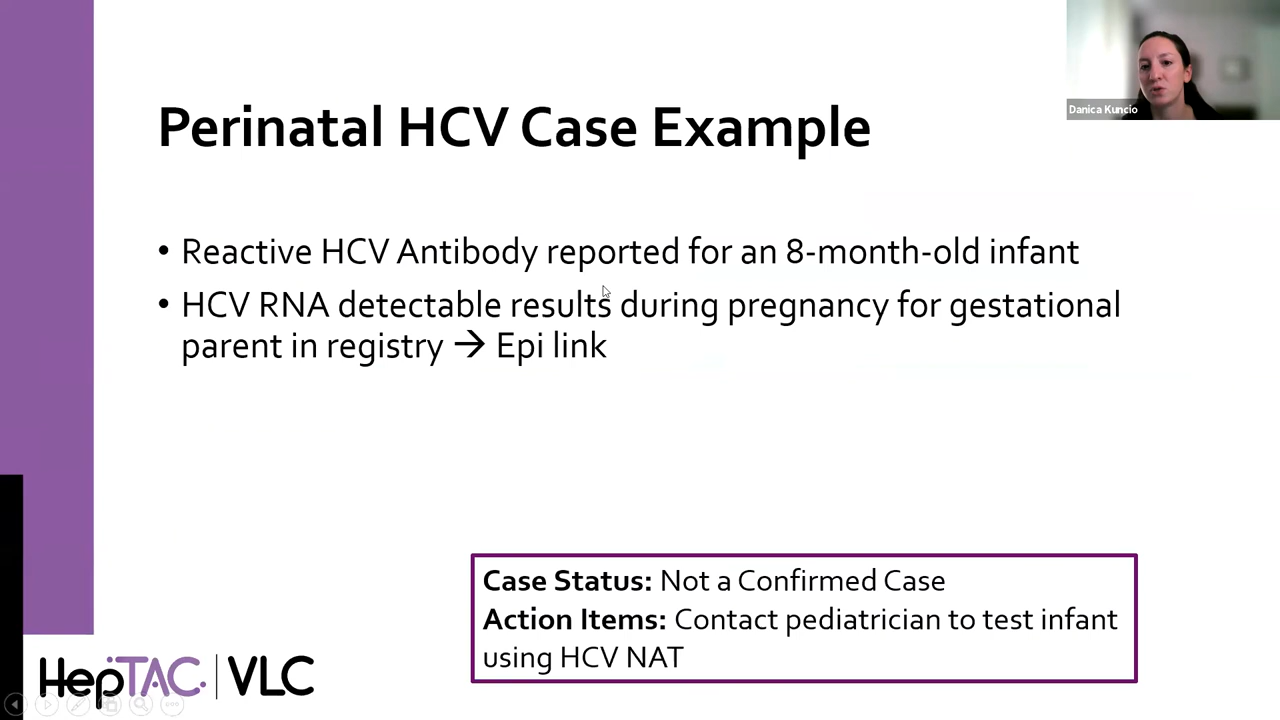 Danica Kuncio
Perinatal HCV Case Example
• Reactive HCV Antibody reported for an 8-month-old infant
• HCV RNA detectable results during pregnancy for gestational
parent in registry → Epi link
Case Status: Not a Confirmed Case
Action Items: Contact pediatrician to test infant
using HCV NAT
HepTAC | VLC